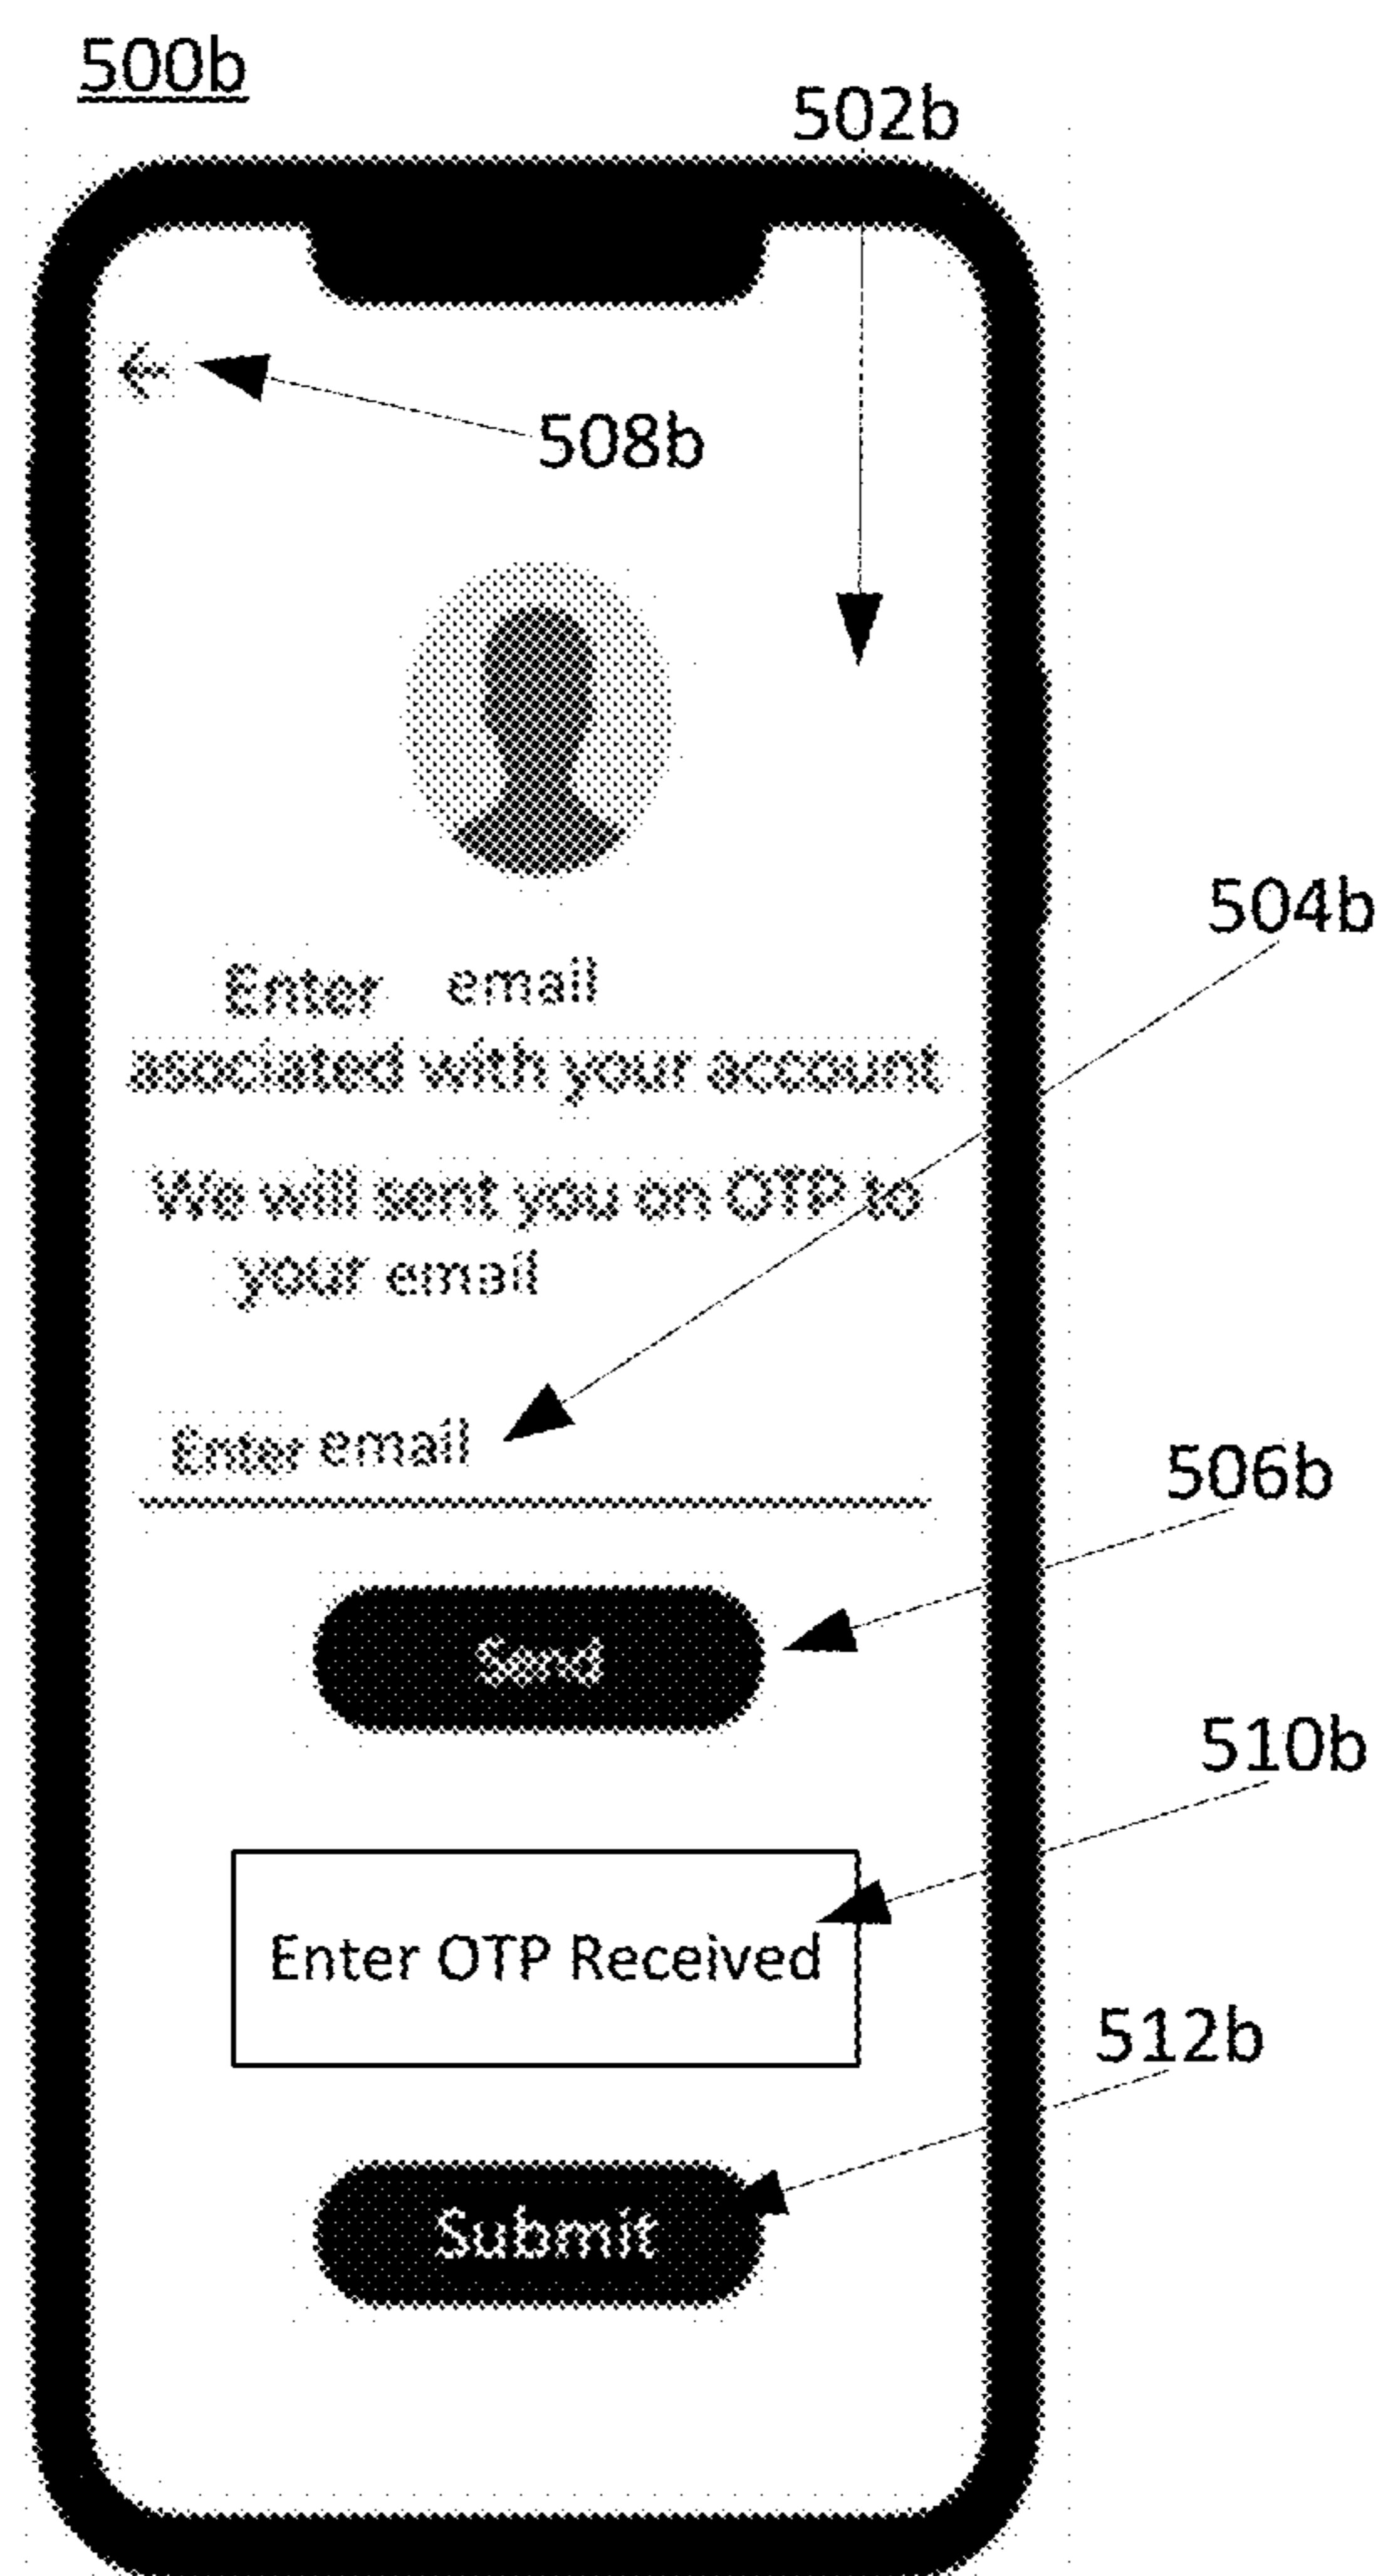 500b
502b
508b
504b
Enter email
asociated with your account
We will sent you on OTP to
your email
Enter email
506b
Send
510b
Enter OTP Received
512b
Submit